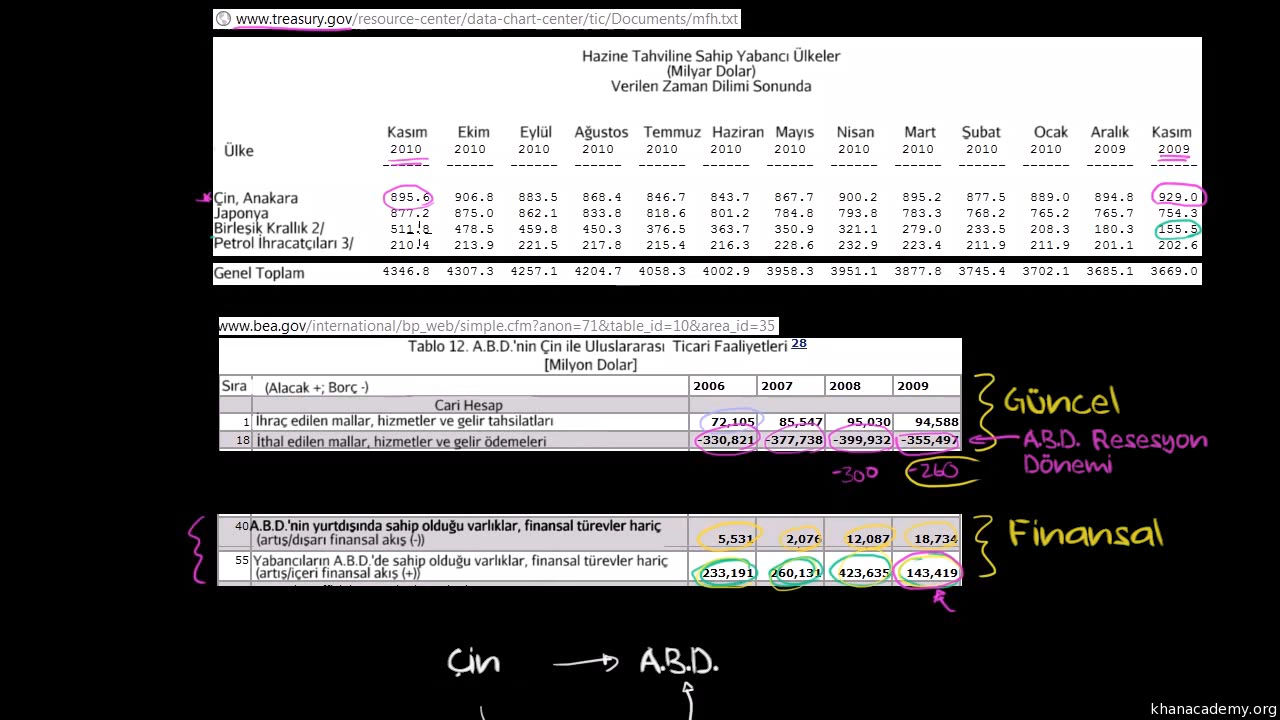 www.treasury.gov/resource-center/data-chart-center/tic/Documents/mfh.txt
Hazine Tahviline Sahip Yabancı Ülkeler
(Milyar Dolar)
Verilen Zaman Dilimi Sonunda
Kasım Ekim Eylül Ağustos Temmuz Haziran Mayıs Nisan Mart Şubat Ocak Aralık Kasım
Ülke 2010 2010 2010 2010 2010 2010 2010 2010 2010 2010 2010 2009 2009
------ ------ ------ ------ ------ ------ ------ ------ ------ ------ ------ ------ ------
Çin, Anakara 895.6 906.8 883.5 868.4 846.7 843.7 867.7 900.2 895.2 877.5 889.0 894.8 929.0
Japonya 877.2 875.0 862.1 833.8 818.6 801.2 784.8 793.8 783.3 768.2 765.2 765.7 754.3
Birleşik Krallık 2/ 511.8 478.5 459.8 450.3 376.5 363.7 350.9 321.1 279.0 233.5 208.3 180.3 155.5
Petrol İhracatçıları 3/ 210.4 213.9 221.5 217.8 215.4 216.3 228.6 232.9 223.4 211.9 211.9 201.1 202.6
Genel Toplam 4346.8 4307.3 4257.1 4204.7 4058.3 4002.9 3958.3 3951.1 3877.8 3745.4 3702.1 3685.1 3669.0
www.bea.gov/international/bp_web/simple.cfm?anon=71&table_id=10&area_id=35
Tablo 12. A.B.D.'nin Çin ile Uluslararası Ticari Faaliyetleri 28
[Milyon Dolar]
Sıra (Alacak +; Borç -) 2006 2007 2008 2009
Cari Hesap
1 İhraç edilen mallar, hizmetler ve gelir tahsilatları 72,105 85,547 95,030 94,588
18 İthal edilen mallar, hizmetler ve gelir ödemeleri -330,821 -377,738 -399,932 -355,497
Güncel
A.B.D. Resesyon
Dönemi
-300 -260
40 A.B.D.'nin yurtdışında sahip olduğu varlıklar, finansal türevler hariç
(artış/dışarı finansal akış (-)) 5,531 2,076 12,087 18,734
55 Yabancıların A.B.D.'de sahip olduğu varlıklar, finansal türevler hariç
(artış/içeri finansal akış (+)) 233,191 260,131 423,635 143,419
Finansal
Çin → A.B.D.
khanacademy.org